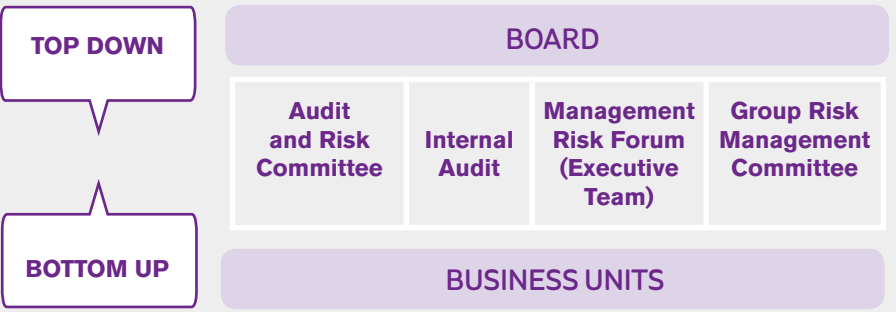 TOP DOWN
BOARD
Audit
and Risk
Committee
Internal
Audit
Management
Risk Forum
(Executive
Team)
Group Risk
Management
Committee
BOTTOM UP
BUSINESS UNITS